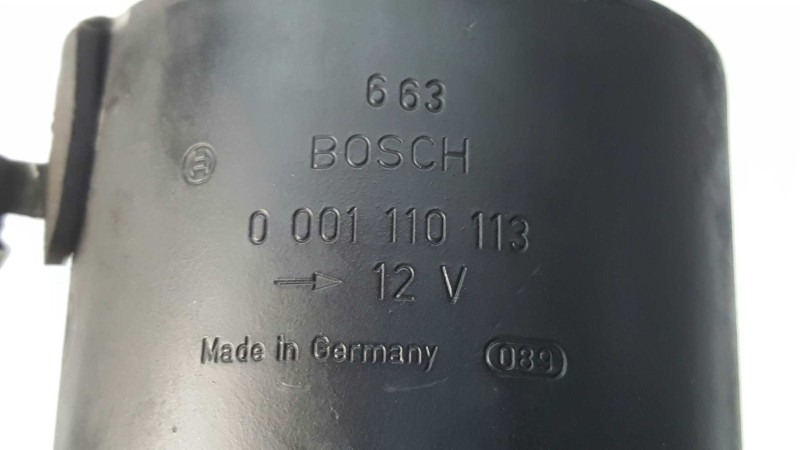 663
BOSCH
0 001 110 113
→ 12 V
Made in Germany 089